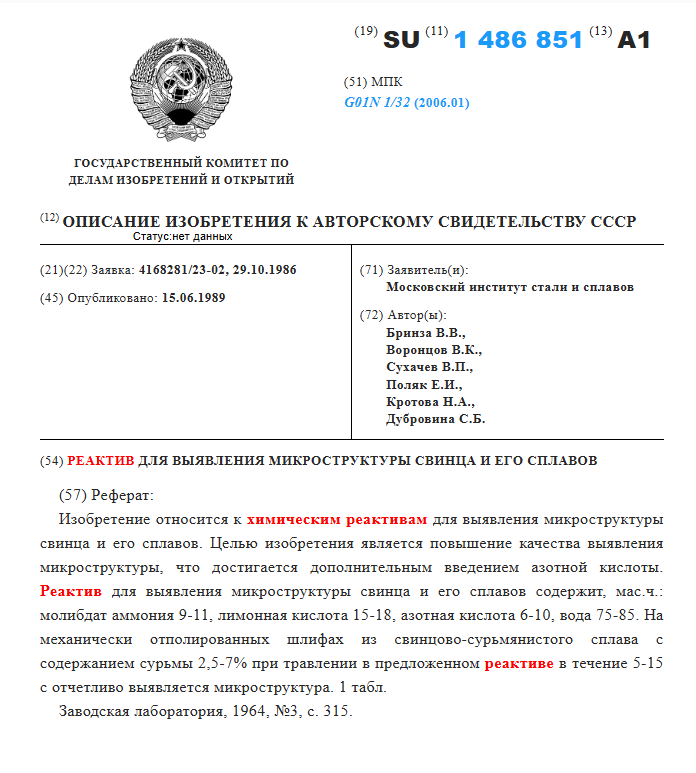 (19) SU (11) 1 486 851 (13) A1
(51) МПК
G01N 1/32 (2006.01)
ГОСУДАРСТВЕННЫЙ КОМИТЕТ ПО
ДЕЛАМ ИЗОБРЕТЕНИЙ И ОТКРЫТИЙ
(12) ОПИСАНИЕ ИЗОБРЕТЕНИЯ К АВТОРСКОМУ СВИДЕТЕЛЬСТВУ СССР
Статус:нет данных
(21)(22) Заявка: 4168281/23-02, 29.10.1986
(45) Опубликовано: 15.06.1989
(71) Заявитель(и):
Московский институт стали и сплавов
(72) Автор(ы):
Бринза В.В.,
Воронцов В.К.,
Сухачев В.П.,
Поляк Е.И.,
Кротова Н.А.,
Дубровина С.Б.
(54) РЕАКТИВ ДЛЯ ВЫЯВЛЕНИЯ МИКРОСТРУКТУРЫ СВИНЦА И ЕГО СПЛАВОВ
(57) Реферат:
Изобретение относится к химическим реактивам для выявления микроструктуры
свинца и его сплавов. Целью изобретения является повышение качества выявления
микроструктуры, что достигается дополнительным введением азотной кислоты.
Реактив для выявления микроструктуры свинца и его сплавов содержит, мас.ч.:
молибдат аммония 9-11, лимонная кислота 15-18, азотная кислота 6-10, вода 75-85. На
механически отполированных шлифах из свинцово-сурьмянистого сплава с
содержанием сурьмы 2,5-7% при травлении в предложенном реактиве в течение 5-15
с отчетливо выявляется микроструктура. 1 табл.
Заводская лаборатория, 1964, №3, с. 315.